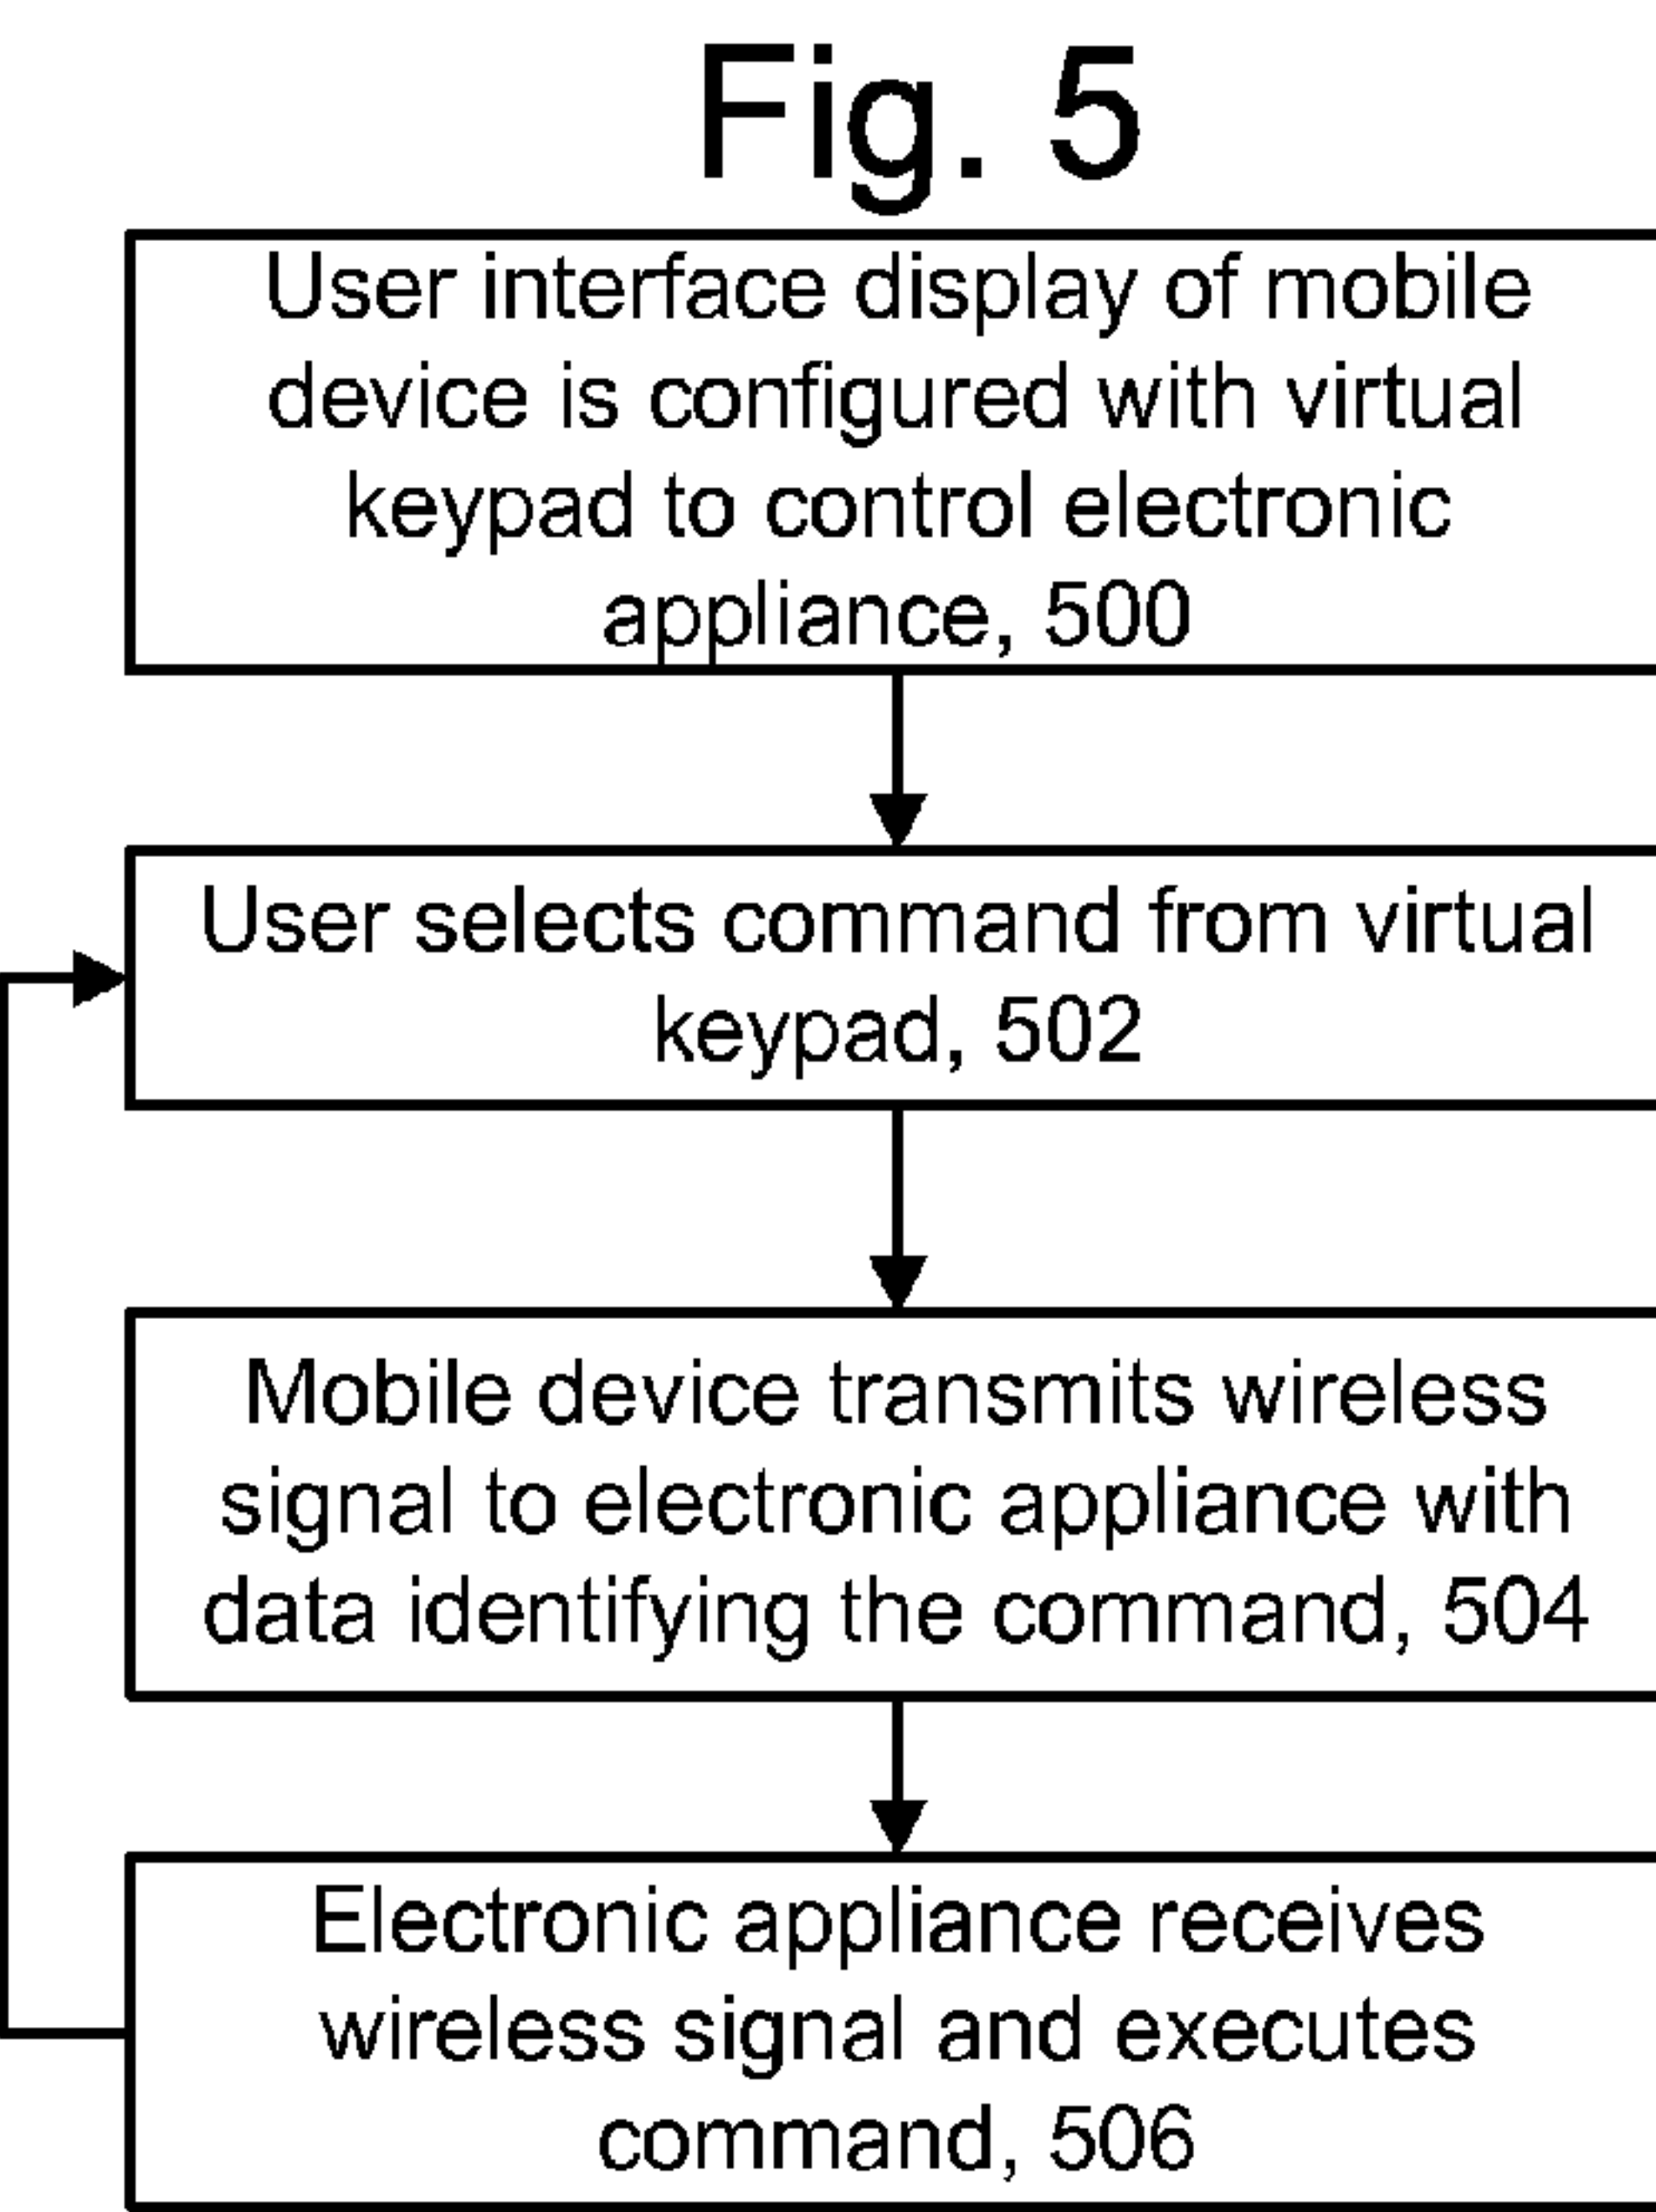 Fig. 5
User interface display of mobile
device is configured with virtual
keypad to control electronic
appliance, 500
User selects command from virtual
keypad, 502
Mobile device transmits wireless
signal to electronic appliance with
data identifying the command, 504
Electronic appliance receives
wireless signal and executes
command, 506